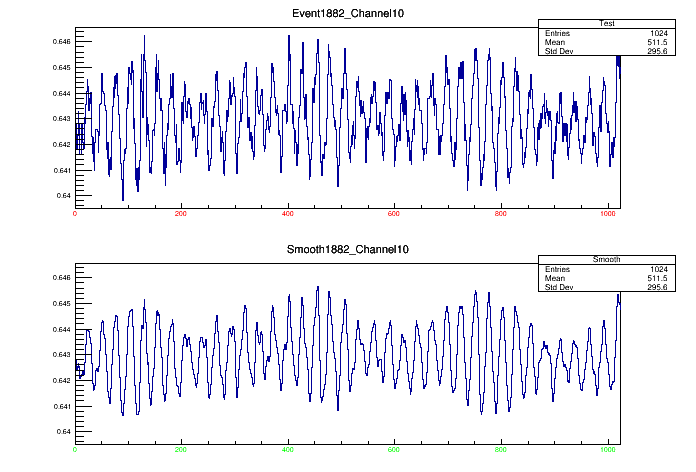 Event1882_Channel10
Test
Entries 1024
Mean 511.5
Std Dev 295.6
0.646
0.645
0.644
0.643
0.642
0.641
0.64
0 200 400 600 800 1000
Smooth1882_Channel10
Smooth
Entries 1024
Mean 511.5
Std Dev 295.6
0.646
0.645
0.644
0.643
0.642
0.641
0.64
0 200 400 600 800 1000